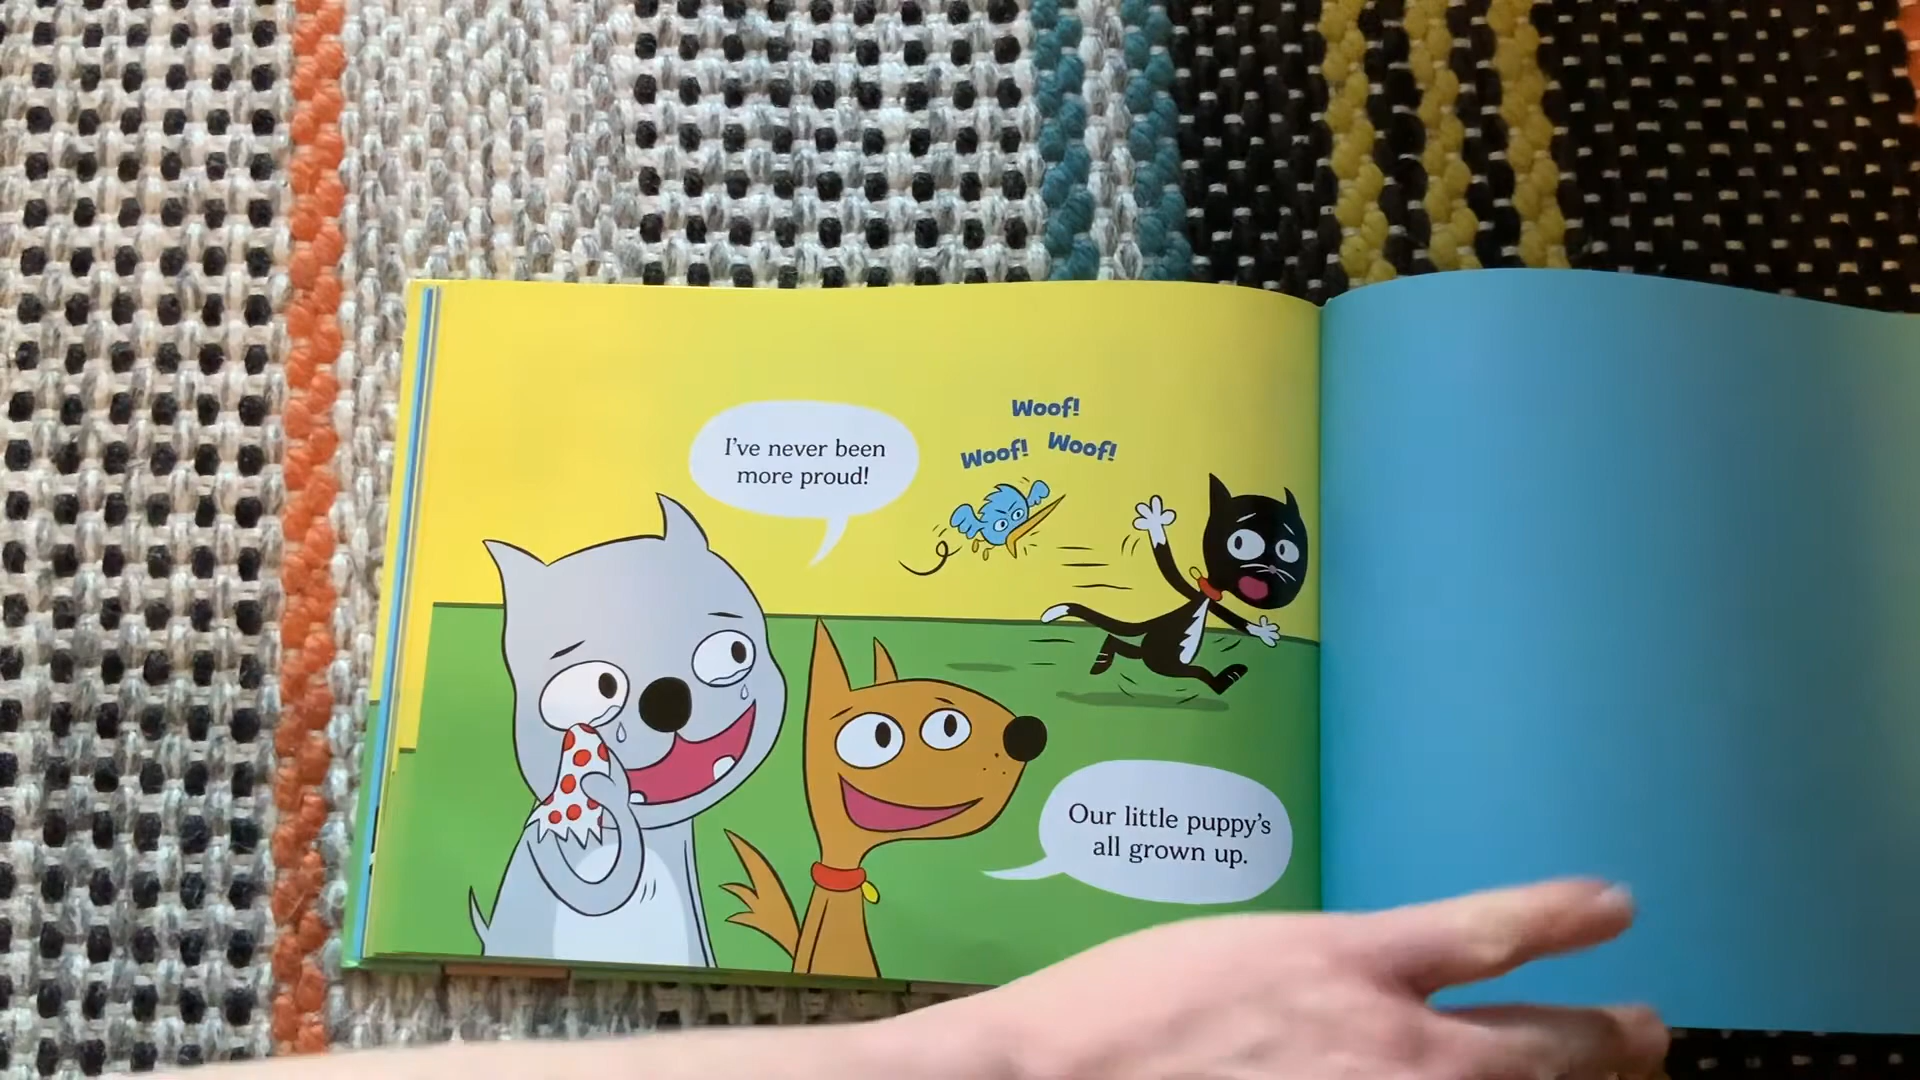 I've never been
more proud!
Woof!
Woof! Woof!
Our little puppy's
all grown up.